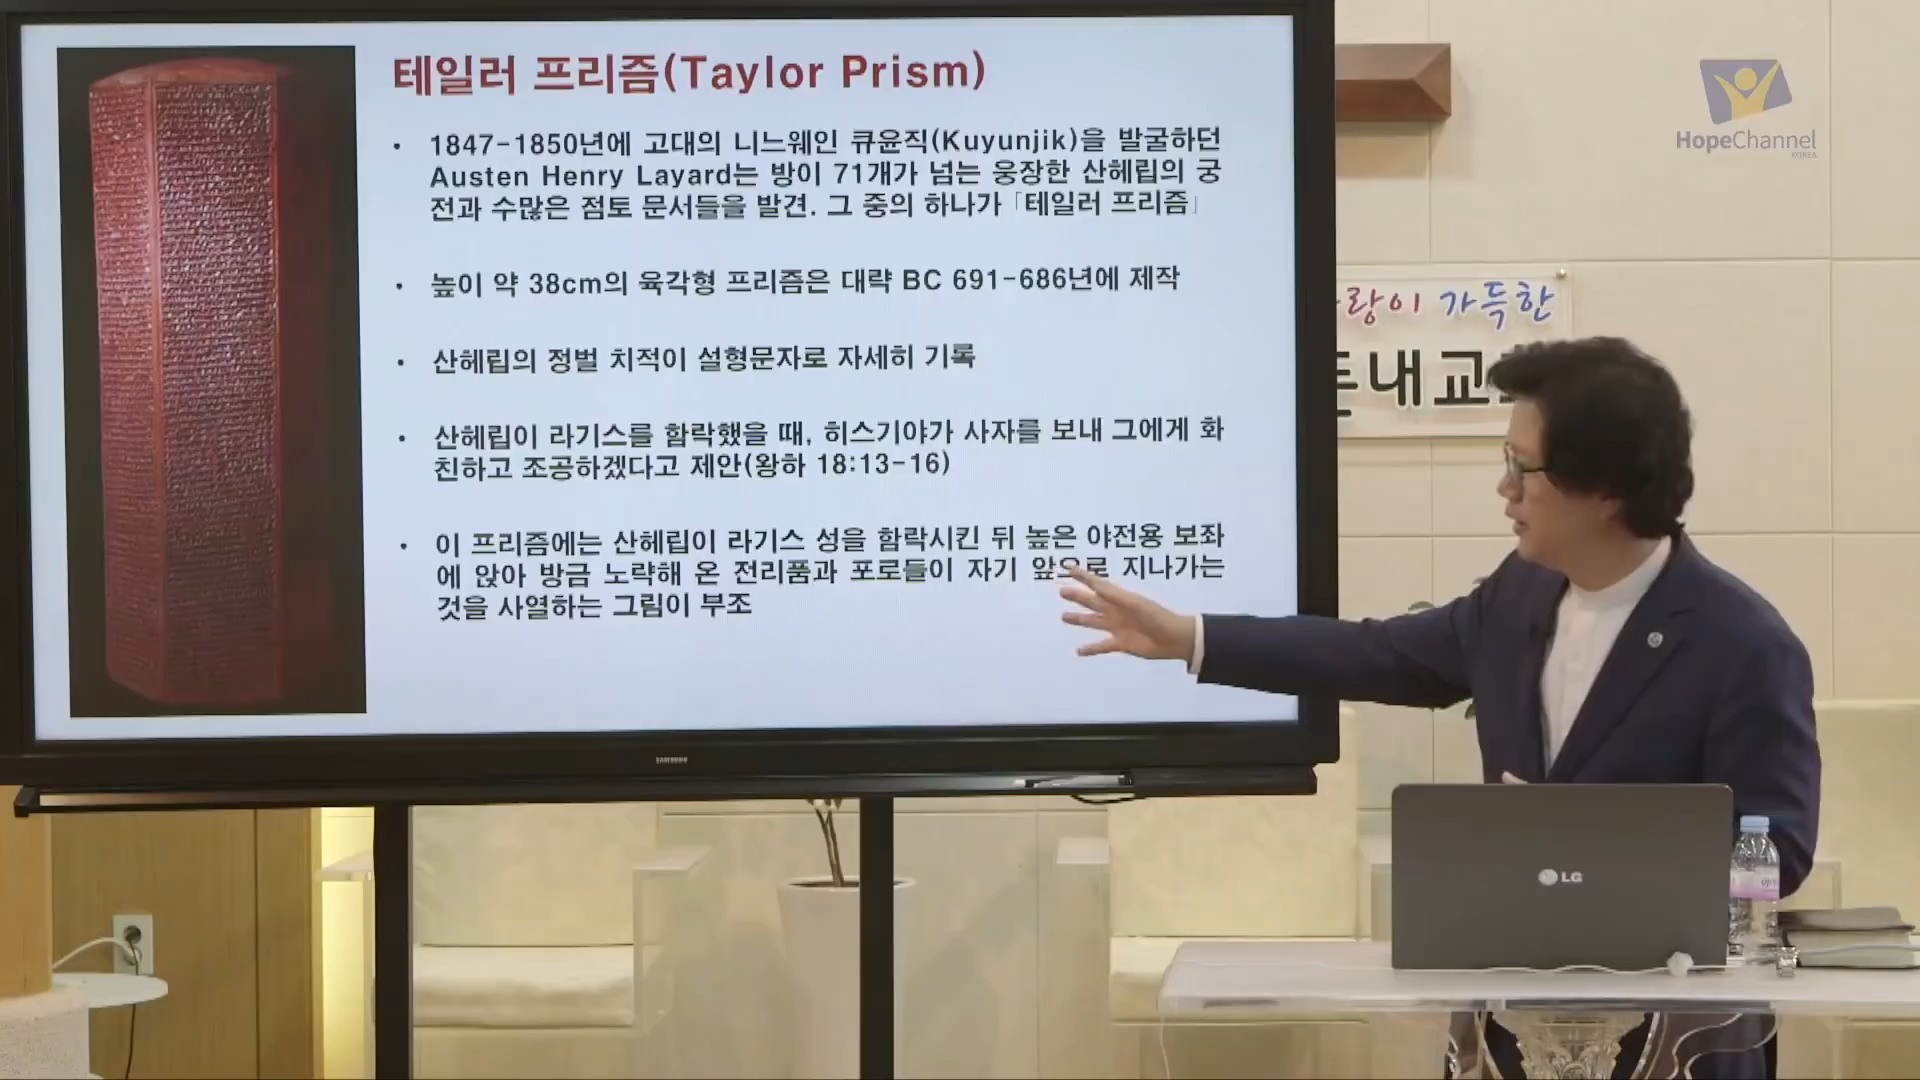 테일러 프리즘(Taylor Prism)
• 1847-1850년에 고대의 니느웨인 큐윤직(Kuyunjik)을 발굴하던
Austen Henry Layard는 방이 71개가 넘는 웅장한 산헤립의 궁
전과 수많은 점토 문서들을 발견. 그 중의 하나가 「테일러 프리즘」
• 높이 약 38cm의 육각형 프리즘은 대략 BC 691-686년에 제작
• 산헤립의 정벌 치적이 설형문자로 자세히 기록
• 산헤립이 라기스를 함락했을 때, 히스기야가 사자를 보내 그에게 화
친하고 조공하겠다고 제안(왕하 18:13-16)
• 이 프리즘에는 산헤립이 라기스 성을 함락시킨 뒤 높은 야전용 보좌
에 앉아 방금 노략해 온 전리품과 포로들이 자기 앞으로 지나가는
것을 사열하는 그림이 부조
SAMSUNG
HopeChannel
KOREA
랑이 가득한
내교
LG